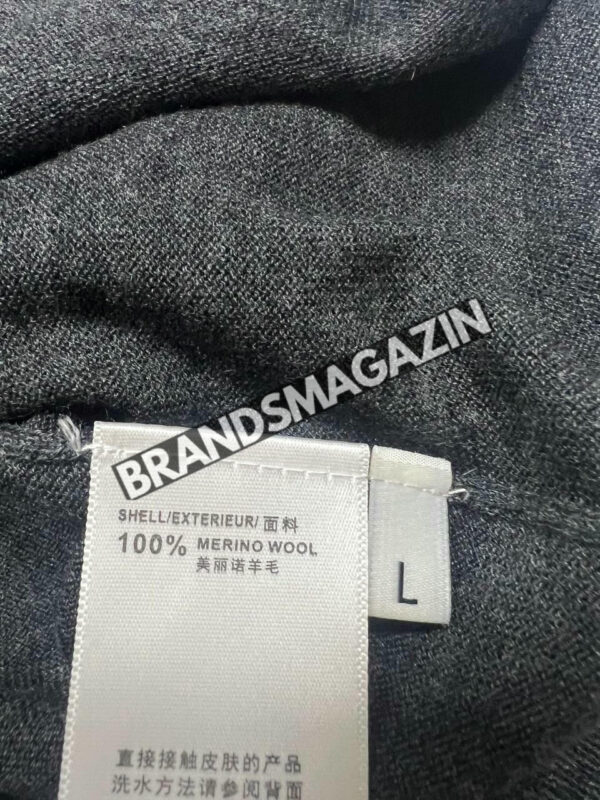 BRANDSMAGAZIN
SHELL/EXTERIEUR/ 面料
100% MERINO WOOL
美丽诺羊毛
L
直接接触皮肤的产品
洗水方法请参阅背面